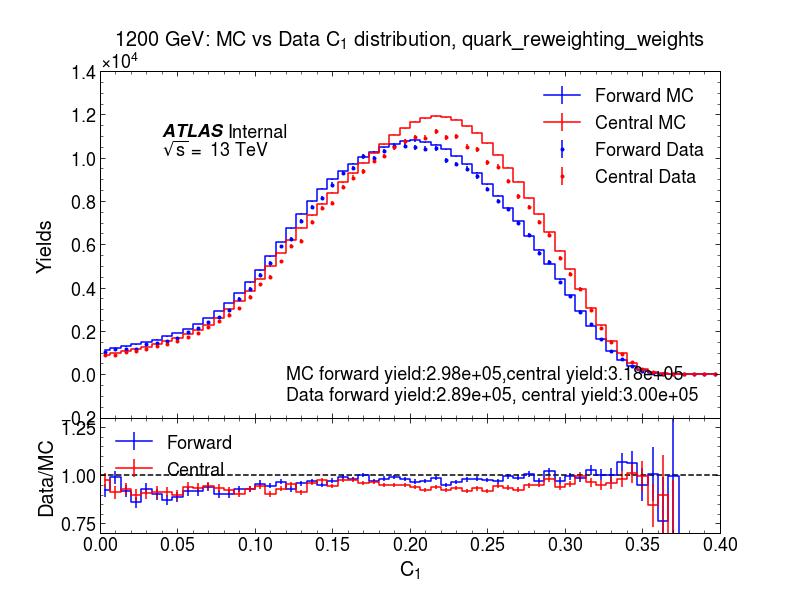 1200 GeV: MC vs Data C₁ distribution, quark_reweighting_weights
×10⁴
1.4
1.2
1.0
0.8
0.6
0.4
0.2
0.0
0.2
Yields
ATLAS Internal
√s = 13 TeV
Forward MC
Central MC
Forward Data
Central Data
MC forward yield:2.98e+05,central yield:3.18e+05
Data forward yield:2.89e+05, central yield:3.00e+05
1.25
1.00
0.75
Data/MC
Forward
Central
0.00 0.05 0.10 0.15 0.20 0.25 0.30 0.35 0.40
C₁